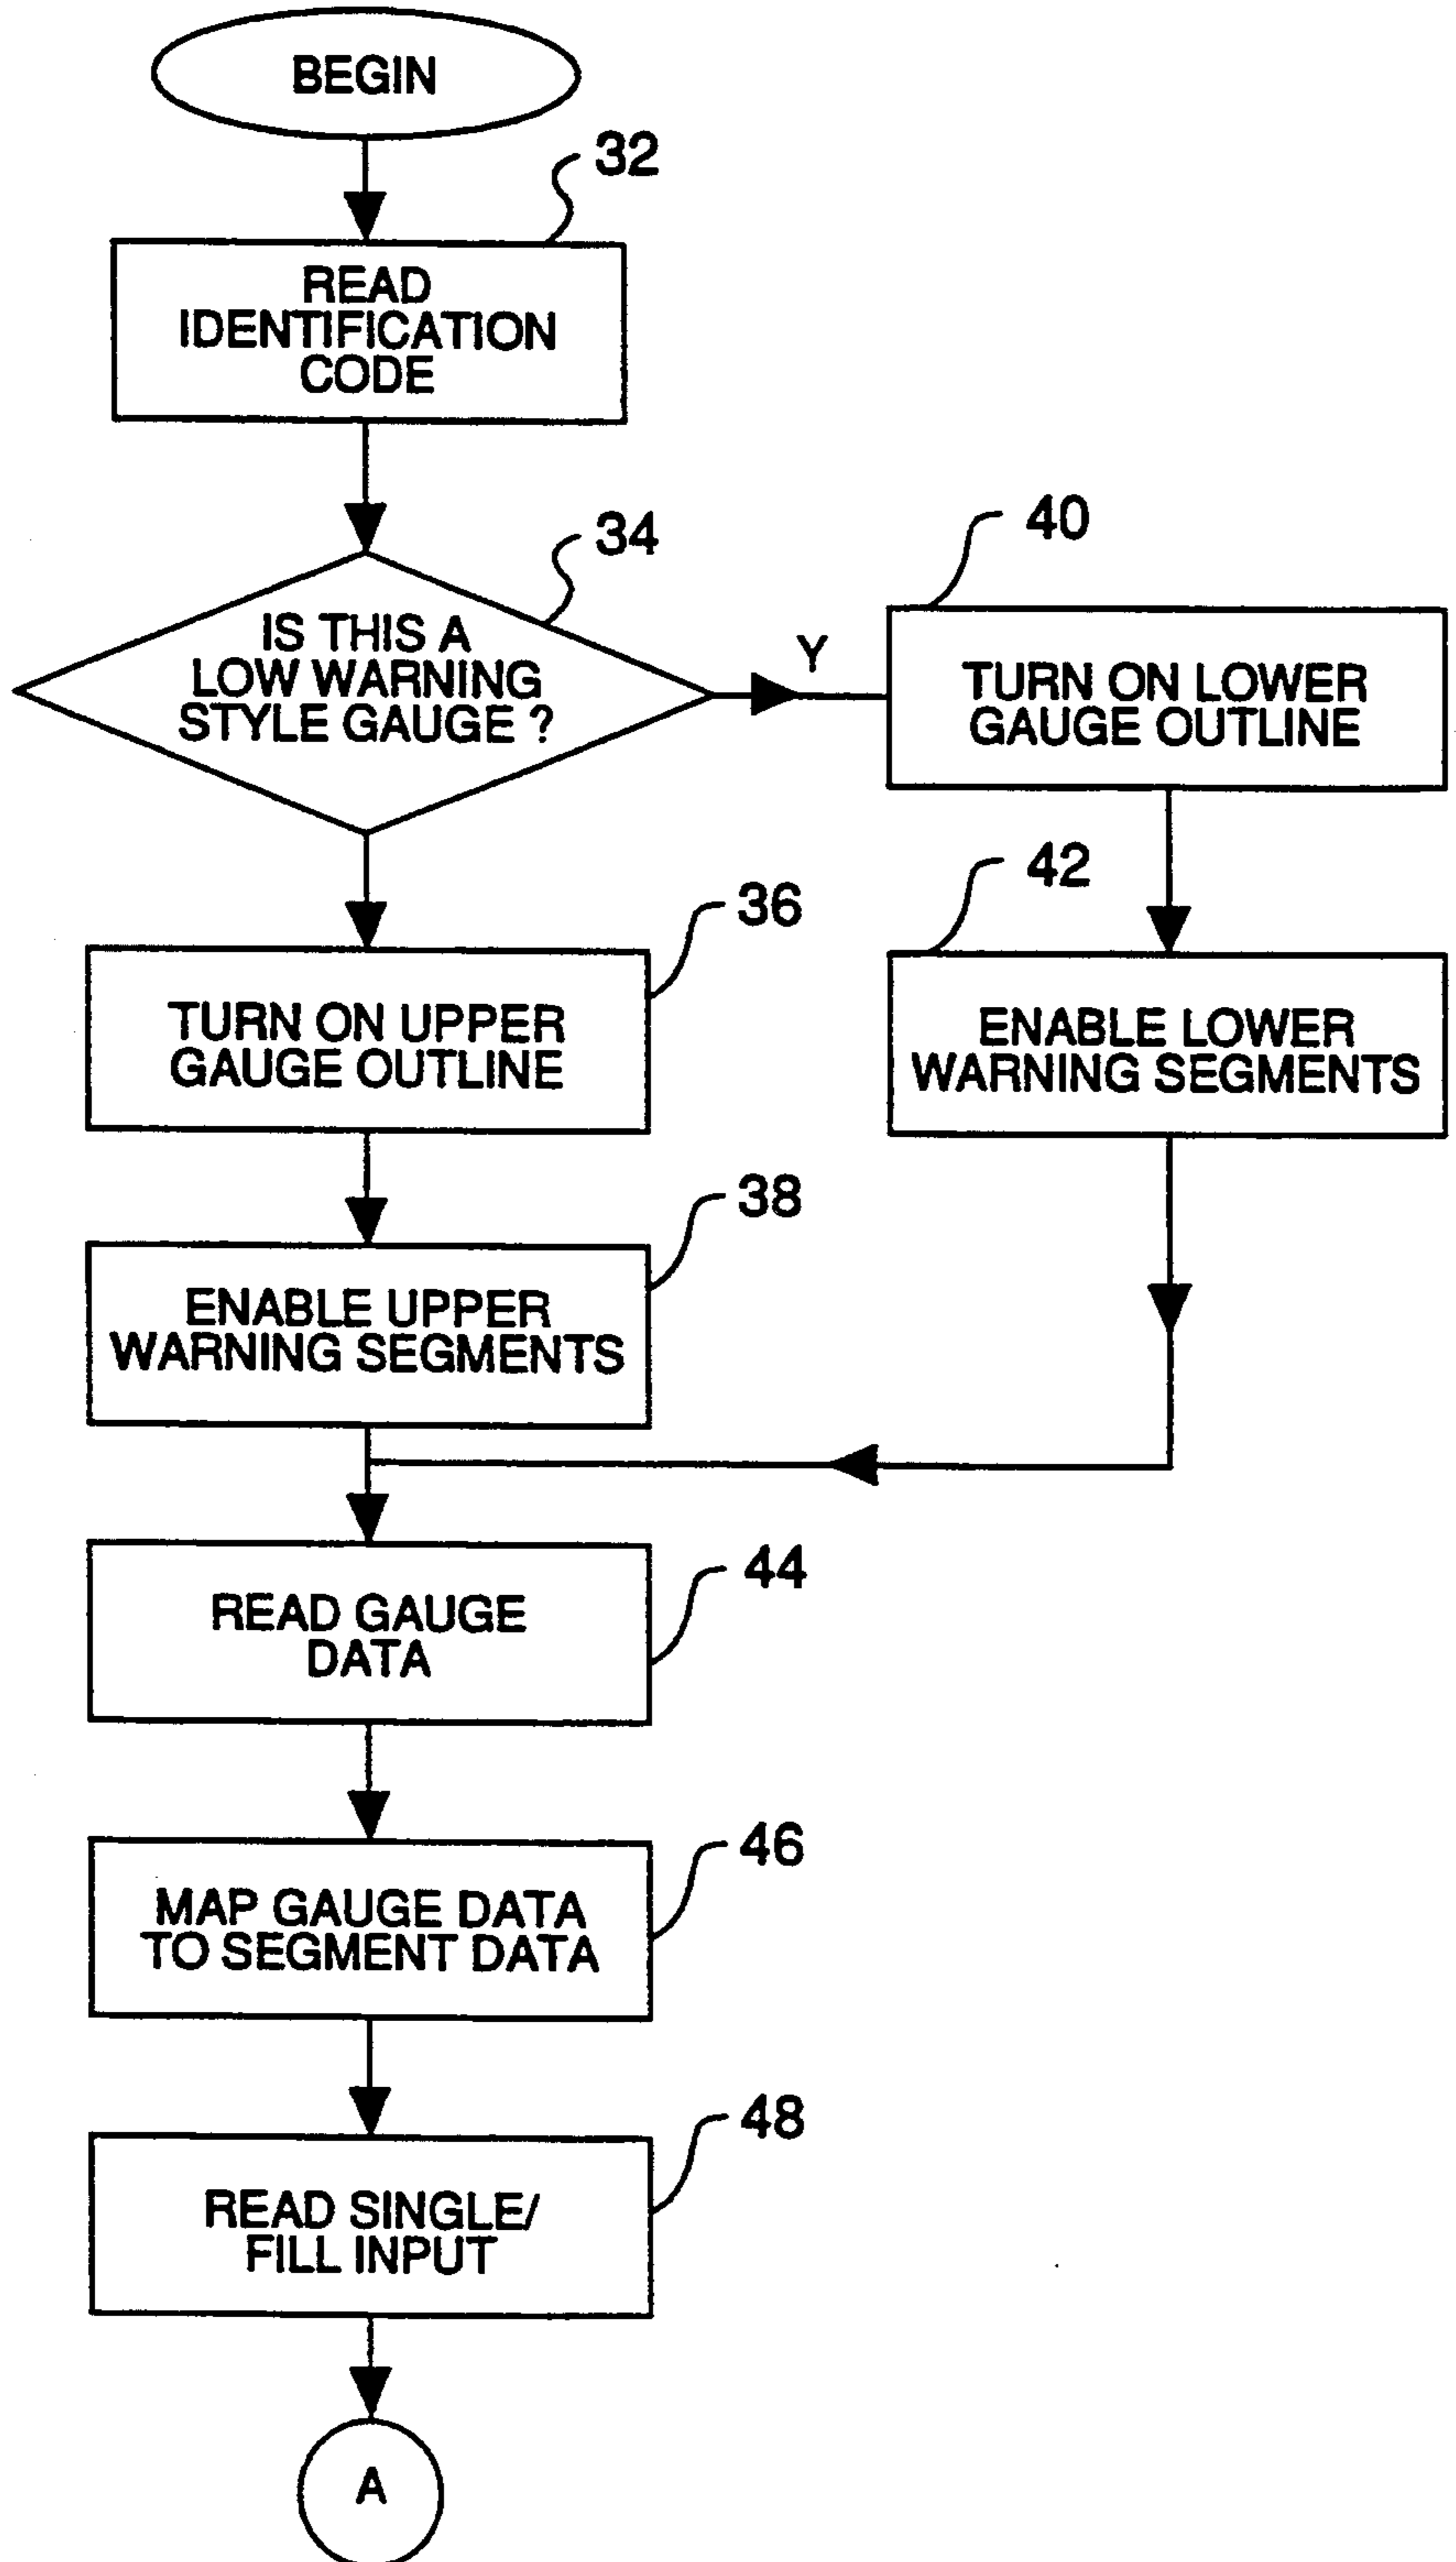 BEGIN
32
READ
IDENTIFICATION
CODE
34
IS THIS A
LOW WARNING
STYLE GAUGE ?
Y
40
TURN ON LOWER
GAUGE OUTLINE
36
TURN ON UPPER
GAUGE OUTLINE
42
ENABLE LOWER
WARNING SEGMENTS
38
ENABLE UPPER
WARNING SEGMENTS
44
READ GAUGE
DATA
46
MAP GAUGE DATA
TO SEGMENT DATA
48
READ SINGLE/
FILL INPUT
A